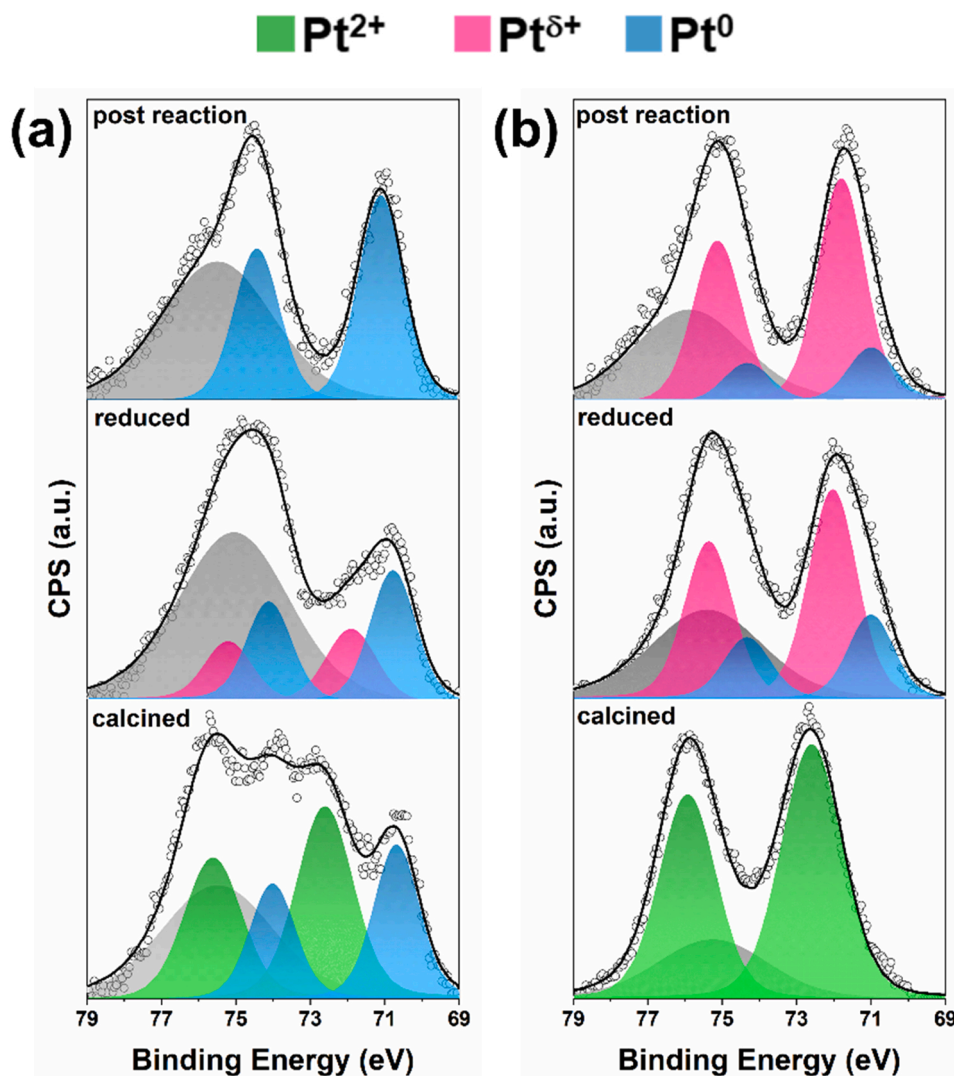 Pt²⁺ Pt^δ+ Pt⁰
(a)
post reaction
reduced
calcined
CPS (a.u.)
79 77 75 73 71 69
Binding Energy (eV)
(b)
post reaction
reduced
calcined
CPS (a.u.)
79 77 75 73 71 69
Binding Energy (eV)